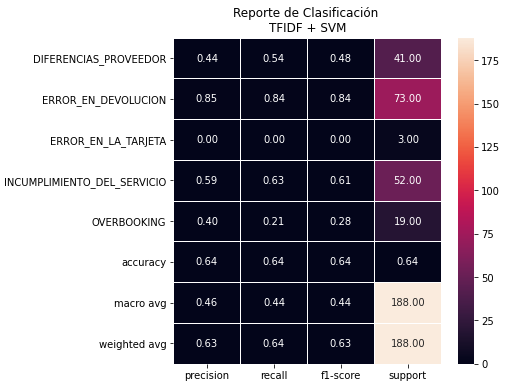 Reporte de Clasificación
TFIDF + SVM
DIFERENCIAS_PROVEEDOR 0.44 0.54 0.48 41.00
ERROR_EN_DEVOLUCION 0.85 0.84 0.84 73.00
ERROR_EN_LA_TARJETA 0.00 0.00 0.00 3.00
INCUMPLIMIENTO_DEL_SERVICIO 0.59 0.63 0.61 52.00
OVERBOOKING 0.40 0.21 0.28 19.00
accuracy 0.64 0.64 0.64 0.64
macro avg 0.46 0.44 0.44 188.00
weighted avg 0.63 0.64 0.63 188.00
precision recall f1-score support
175
150
125
100
75
50
25
0